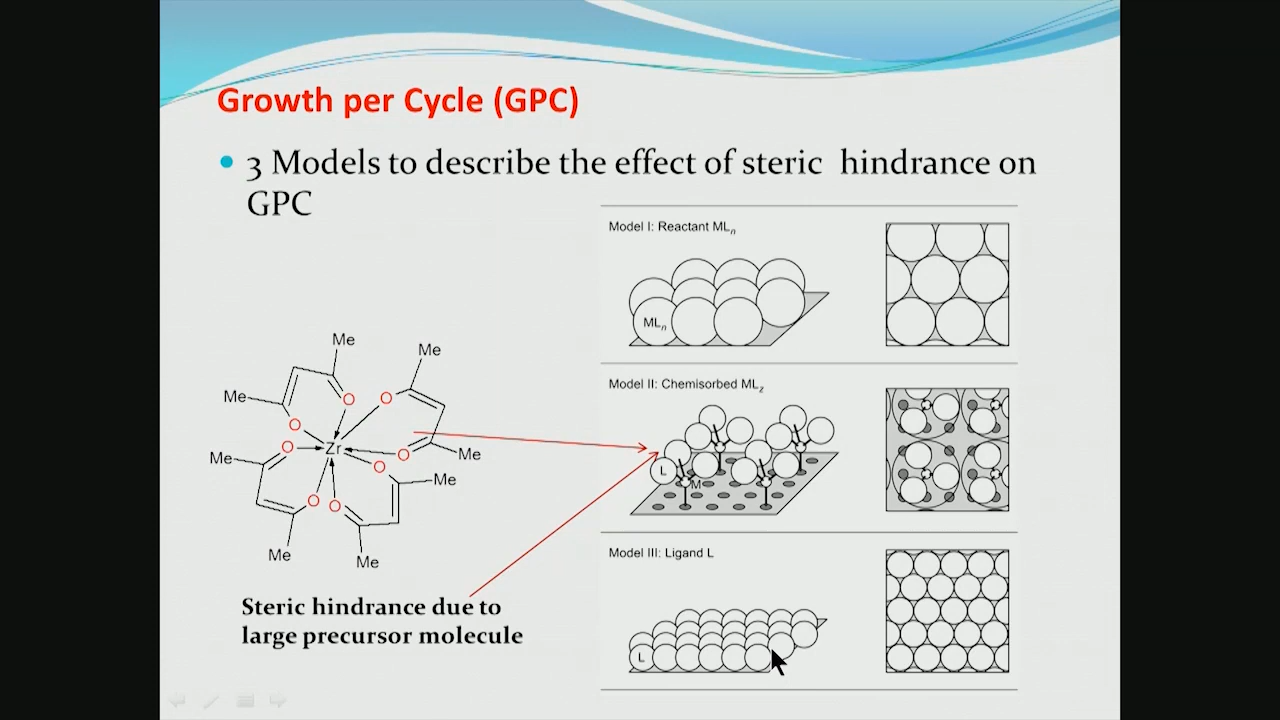 Growth per Cycle (GPC)
• 3 Models to describe the effect of steric hindrance on
GPC
Model I: Reactant MLn
MLn
Model II: Chemisorbed MLz
L
M
Model III: Ligand L
L
Me
Me
Me
O
O
O
O
Zr
O
O
O
O
Me
Me
Me
Me
Me
Steric hindrance due to
large precursor molecule